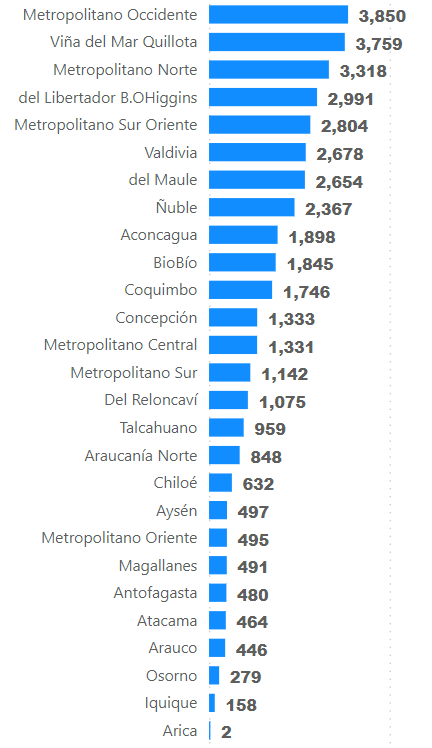 Metropolitano Occidente 3,850
Viña del Mar Quillota 3,759
Metropolitano Norte 3,318
del Libertador B.OHiggins 2,991
Metropolitano Sur Oriente 2,804
Valdivia 2,678
del Maule 2,654
Ñuble 2,367
Aconcagua 1,898
BioBío 1,845
Coquimbo 1,746
Concepción 1,333
Metropolitano Central 1,331
Metropolitano Sur 1,142
Del Reloncaví 1,075
Talcahuano 959
Araucanía Norte 848
Chiloé 632
Aysén 497
Metropolitano Oriente 495
Magallanes 491
Antofagasta 480
Atacama 464
Arauco 446
Osorno 279
Iquique 158
Arica 2